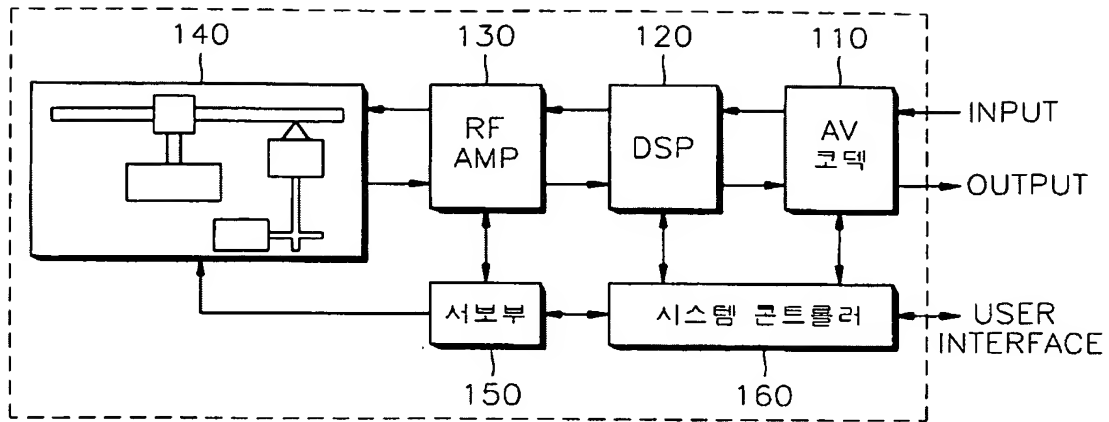 140
130
120
110
RF
AMP
DSP
AV
코덱
INPUT
OUTPUT
서보부
시스템 콘트롤러
USER
INTERFACE
150
160